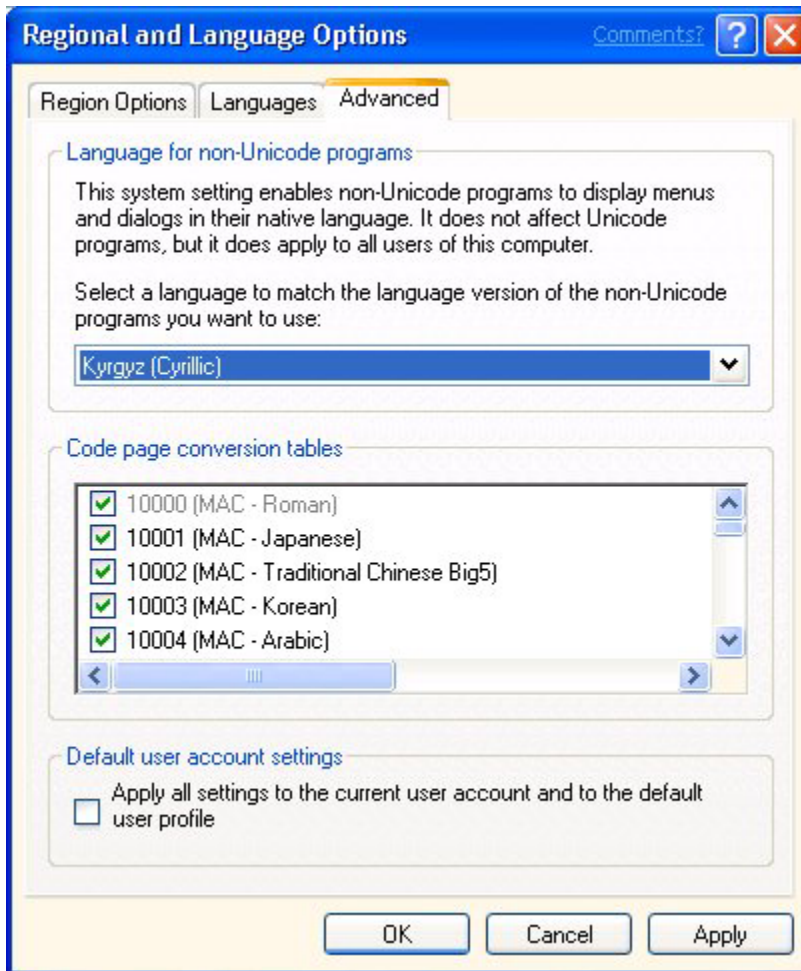 Regional and Language Options
Comments?
Region Options
Languages
Advanced
Language for non-Unicode programs
This system setting enables non-Unicode programs to display menus
and dialogs in their native language. It does not affect Unicode
programs, but it does apply to all users of this computer.
Select a language to match the language version of the non-Unicode
programs you want to use:
Kyrgyz (Cyrillic)
Code page conversion tables
10000 (MAC - Roman)
10001 (MAC - Japanese)
10002 (MAC - Traditional Chinese Big5)
10003 (MAC - Korean)
10004 (MAC - Arabic)
Default user account settings
Apply all settings to the current user account and to the default
user profile
OK
Cancel
Apply